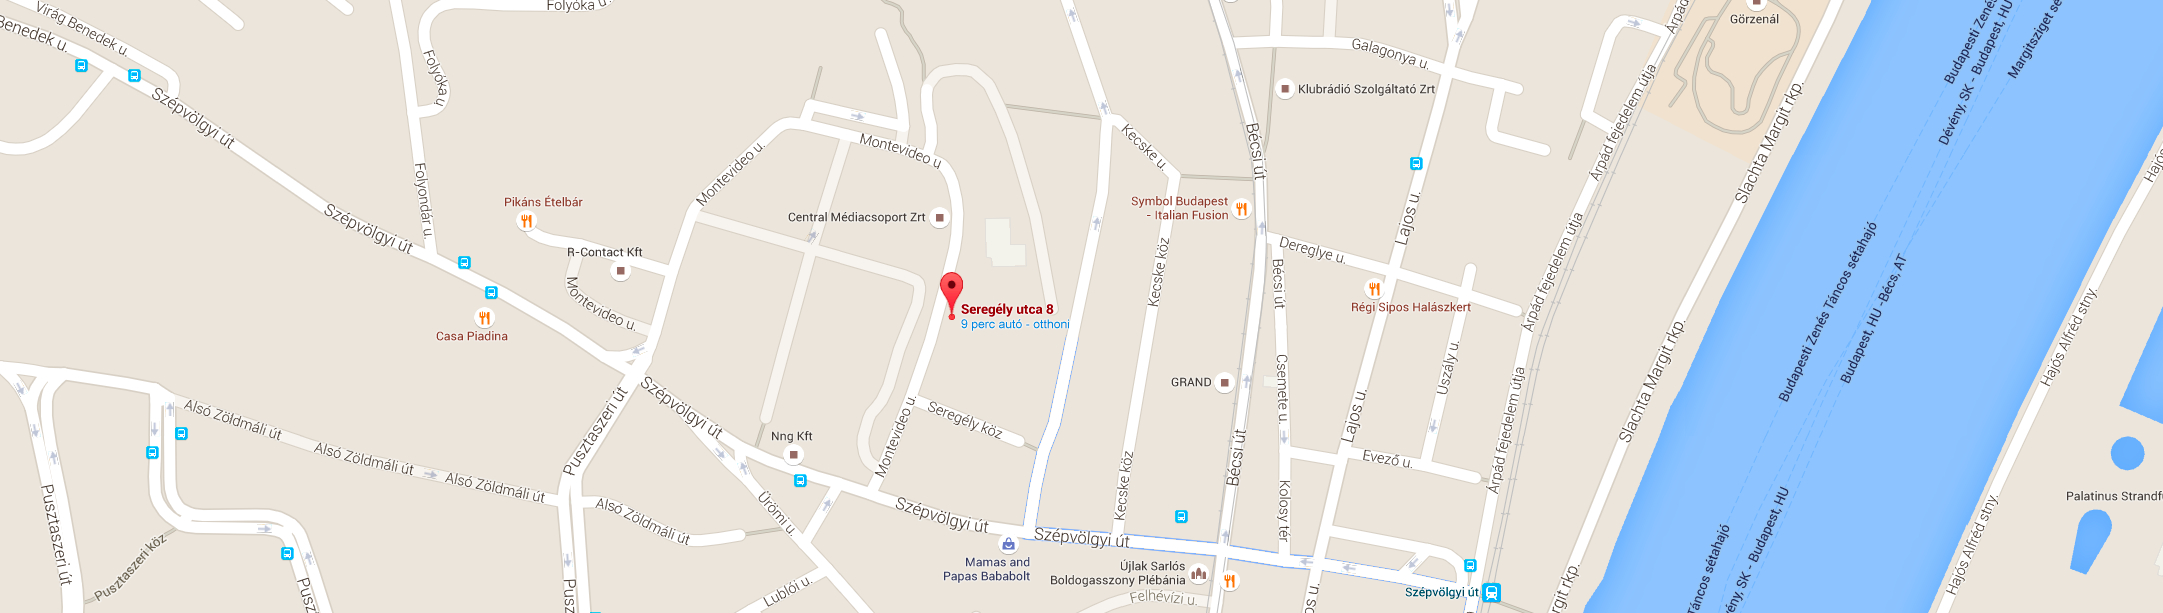 Virág Benedek u.
Benedek u.
Folyóka u.
Folyóka u.
Szépvölgyi út
Folyondár u.
Szépvölgyi út
Pikáns Ételbár
R-Contact Kft
Montevideo u.
Montevideo u.
Montevideo u
Central Médiacsoport Zrt
Casa Piadina
Seregély utca 8
9 perc autó - otthoni
Montevideo u.
Seregély köz
Szépvölgyi út
Pusztaszeri út
Alsó Zöldmáli út
Alsó Zöldmáli út
Alsó Zöldmáli út
Alsó Zöldmáli út
Pusztaszeri út
Pusztaszeri köz
Nng Kft
Ürömi u.
Lublói u.
Szépvölgyi út
Szépvölgyi út
Mamas and
Papas Bababolt
Újlak Sarlós
Boldogasszony Plébánia
Felhévízi u.
Kecske u.
Kecske köz
Kecske köz
Symbol Budapest
- Italian Fusion
GRAND
Bécsi út
Bécsi út
Bécsi út
Galagonya u.
Klubrádió Szolgáltató Zrt
Lajos u.
Lajos u.
Dereglye u.
Régi Sipos Halászkert
Csemete u.
Kolosy tér
Uszály u.
Evező u.
Szépvölgyi út
Árpád fejedelem útja
Árpád fejedelem útja
Árpád fejedelem útja
Görzenál
Slachta Margit rkp.
Slachta Margit rkp.
Margit rkp.
Budapesti Zenés Táncos sétahajó
Budapest, HU - Bécs, AT
Dévény, SK - Budapest, HU
Hajós Alfréd stny.
Hajós Alfréd stny.
Palatinus Strandfü